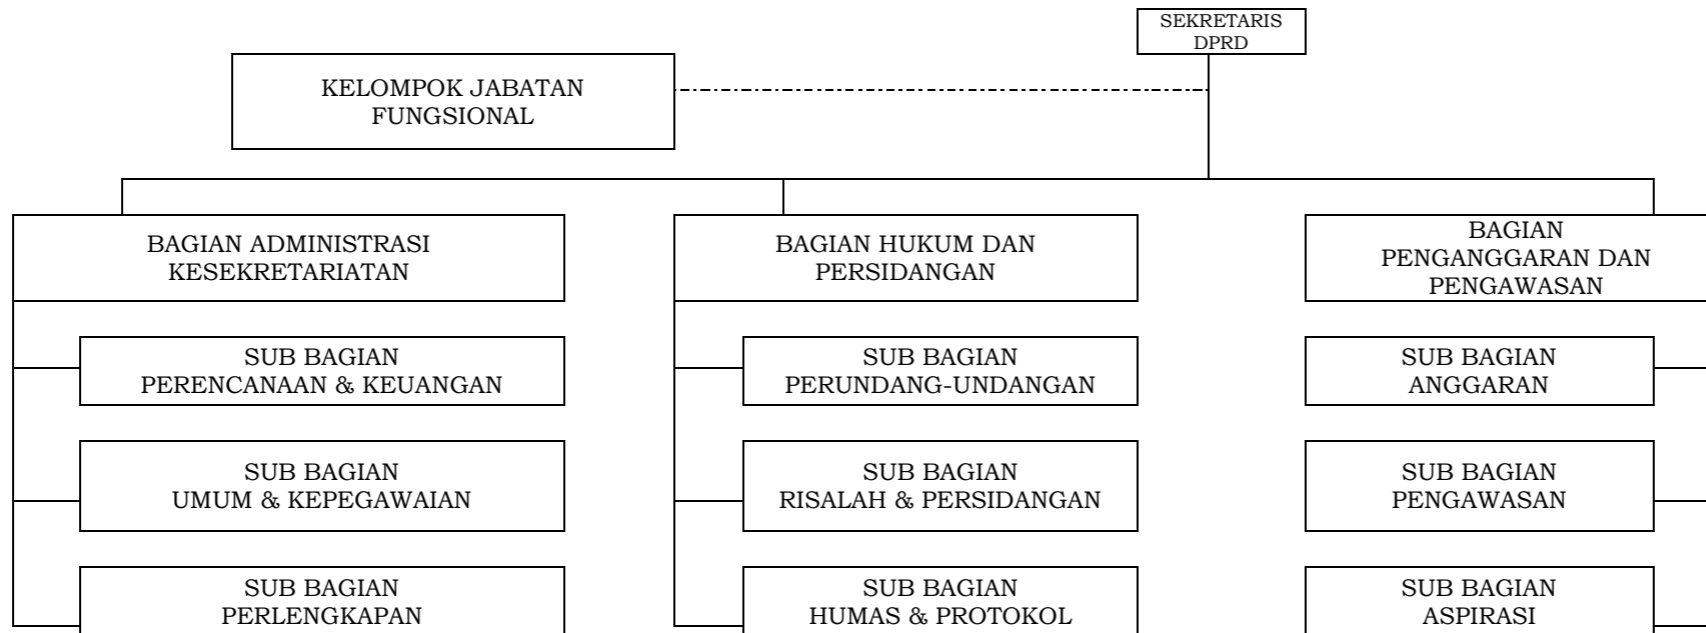 SEKRETARIS
DPRD
KELOMPOK JABATAN
FUNGSIONAL
BAGIAN ADMINISTRASI
KESEKRETARIATAN
BAGIAN HUKUM DAN
PERSIDANGAN
BAGIAN
PENGANGGARAN DAN
PENGAWASAN
SUB BAGIAN
PERENCANAAN & KEUANGAN
SUB BAGIAN
PERUNDANG-UNDANGAN
SUB BAGIAN
ANGGARAN
SUB BAGIAN
UMUM & KEPEGAWAIAN
SUB BAGIAN
RISALAH & PERSIDANGAN
SUB BAGIAN
PENGAWASAN
SUB BAGIAN
PERLENGKAPAN
SUB BAGIAN
HUMAS & PROTOKOL
SUB BAGIAN
ASPIRASI